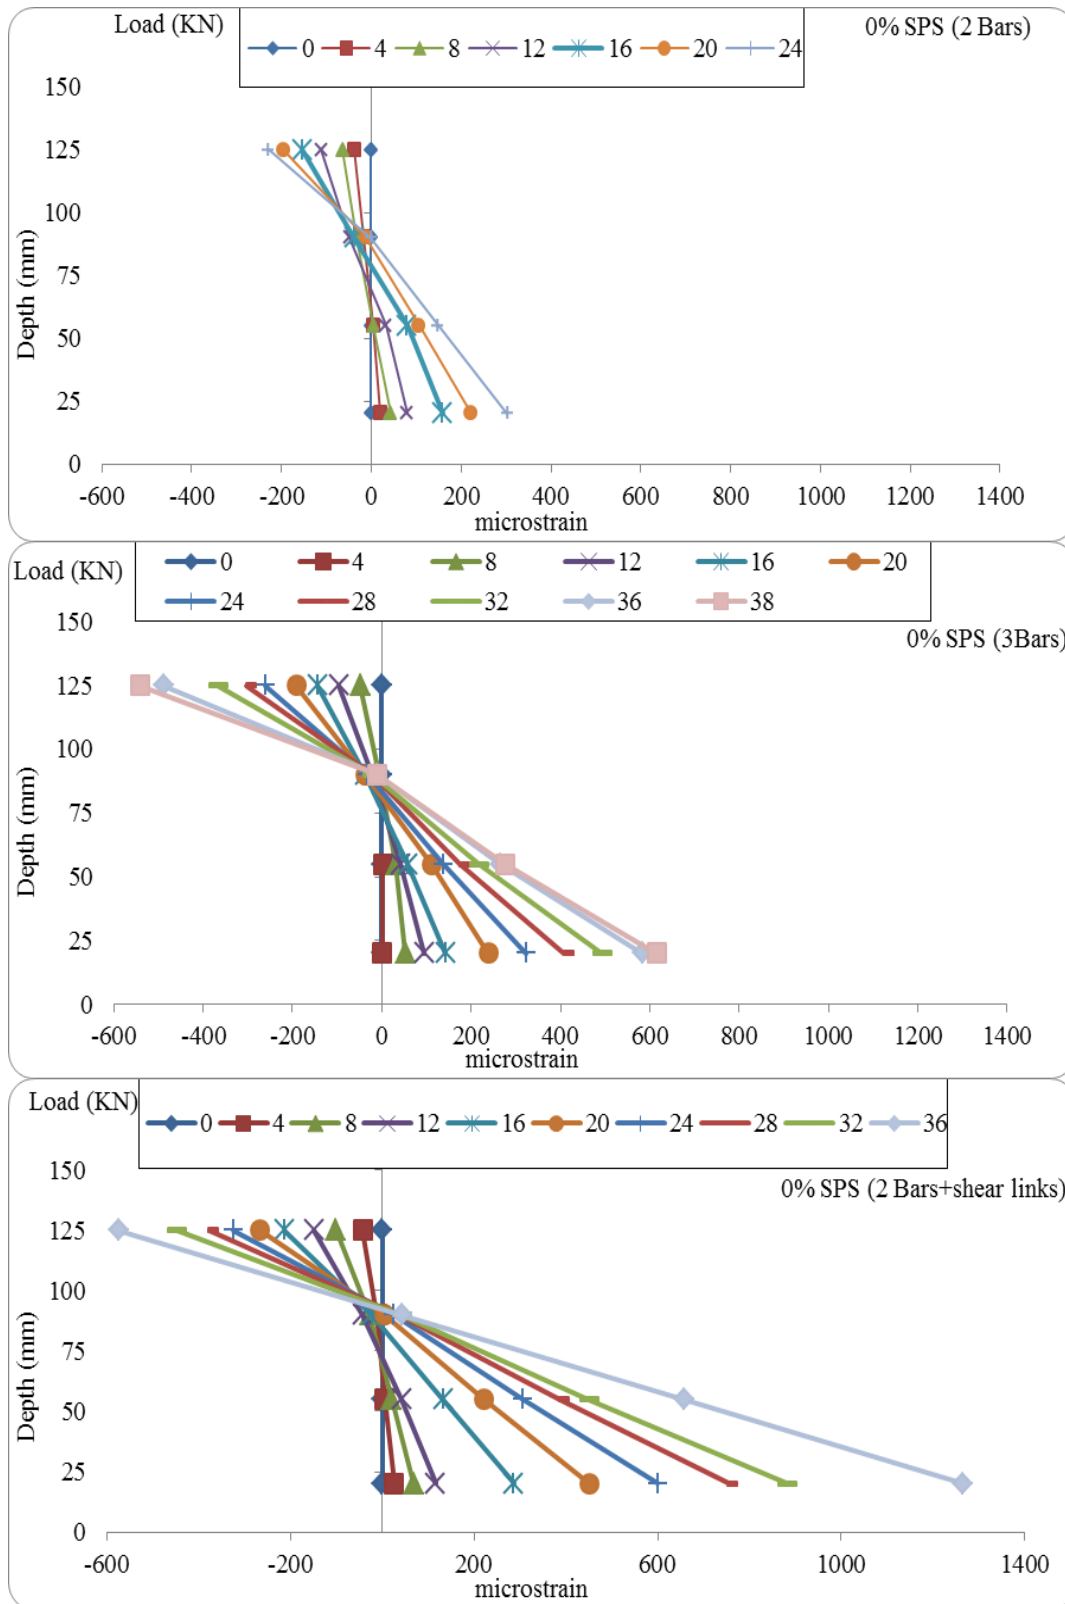 Load (KN)
0% SPS (2 Bars)
0 4 8 12 16 20 24
150
125
100
75
50
25
0
Depth (mm)
-600 -400 -200 0 200 400 600 800 1000 1200 1400
microstrain
Load (KN)
0 4 8 12 16 20
24 28 32 36 38
0% SPS (3Bars)
150
125
100
75
50
25
0
Depth (mm)
-600 -400 -200 0 200 400 600 800 1000 1200 1400
microstrain
Load (KN)
0 4 8 12 16 20 24 28 32 36
0% SPS (2 Bars+shear links)
150
125
100
75
50
25
0
Depth (mm)
-600 -200 200 600 1000 1400
microstrain